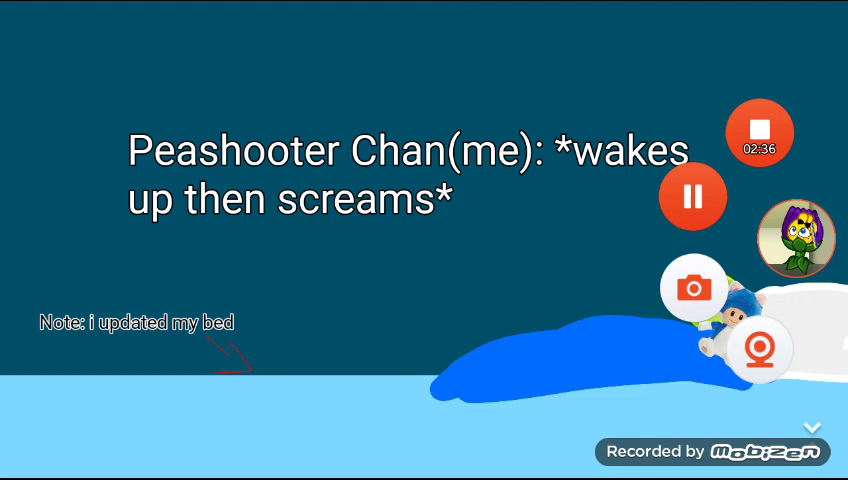 Peashooter Chan(me): *wakes
up then screams*
02:36
Note: i updated my bed
Recorded by mobizen